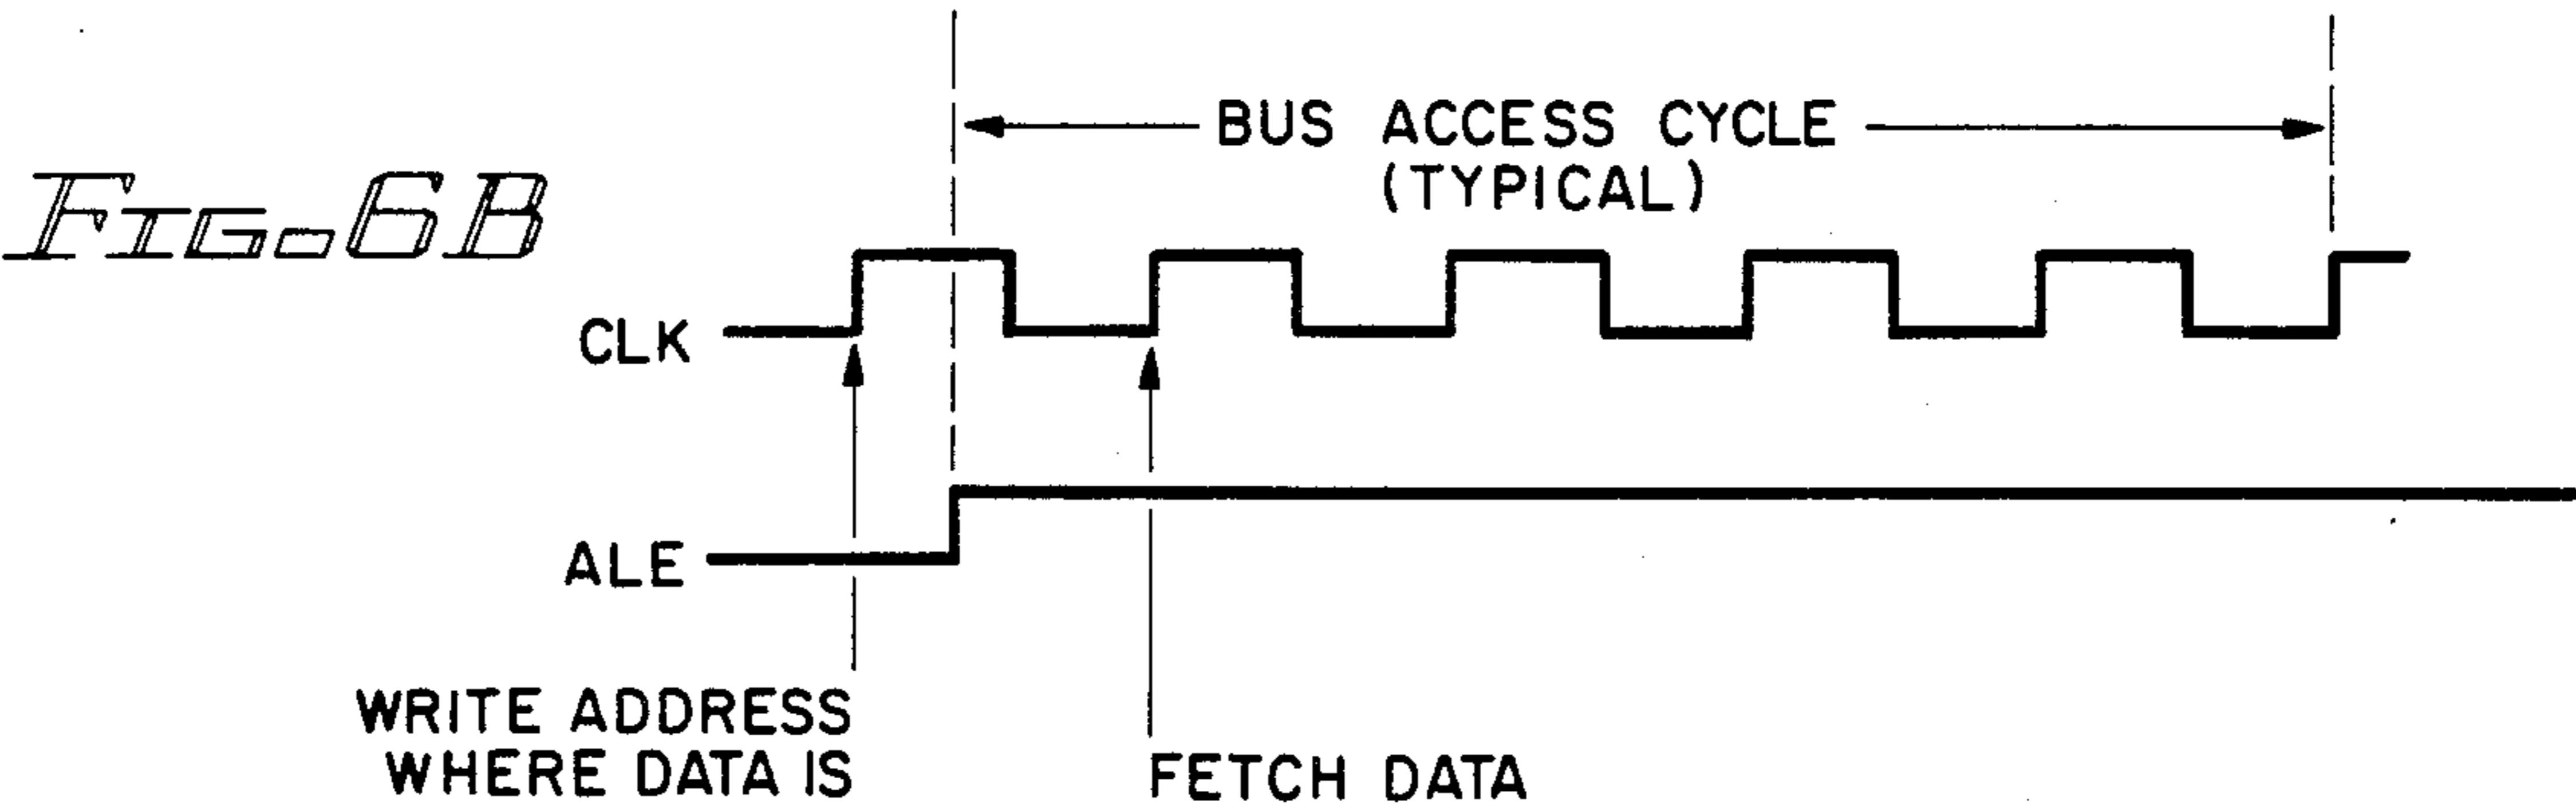 BUS ACCESS CYCLE
(TYPICAL)
FIG. 6B
CLK
ALE
WRITE ADDRESS
WHERE DATA IS
FETCH DATA